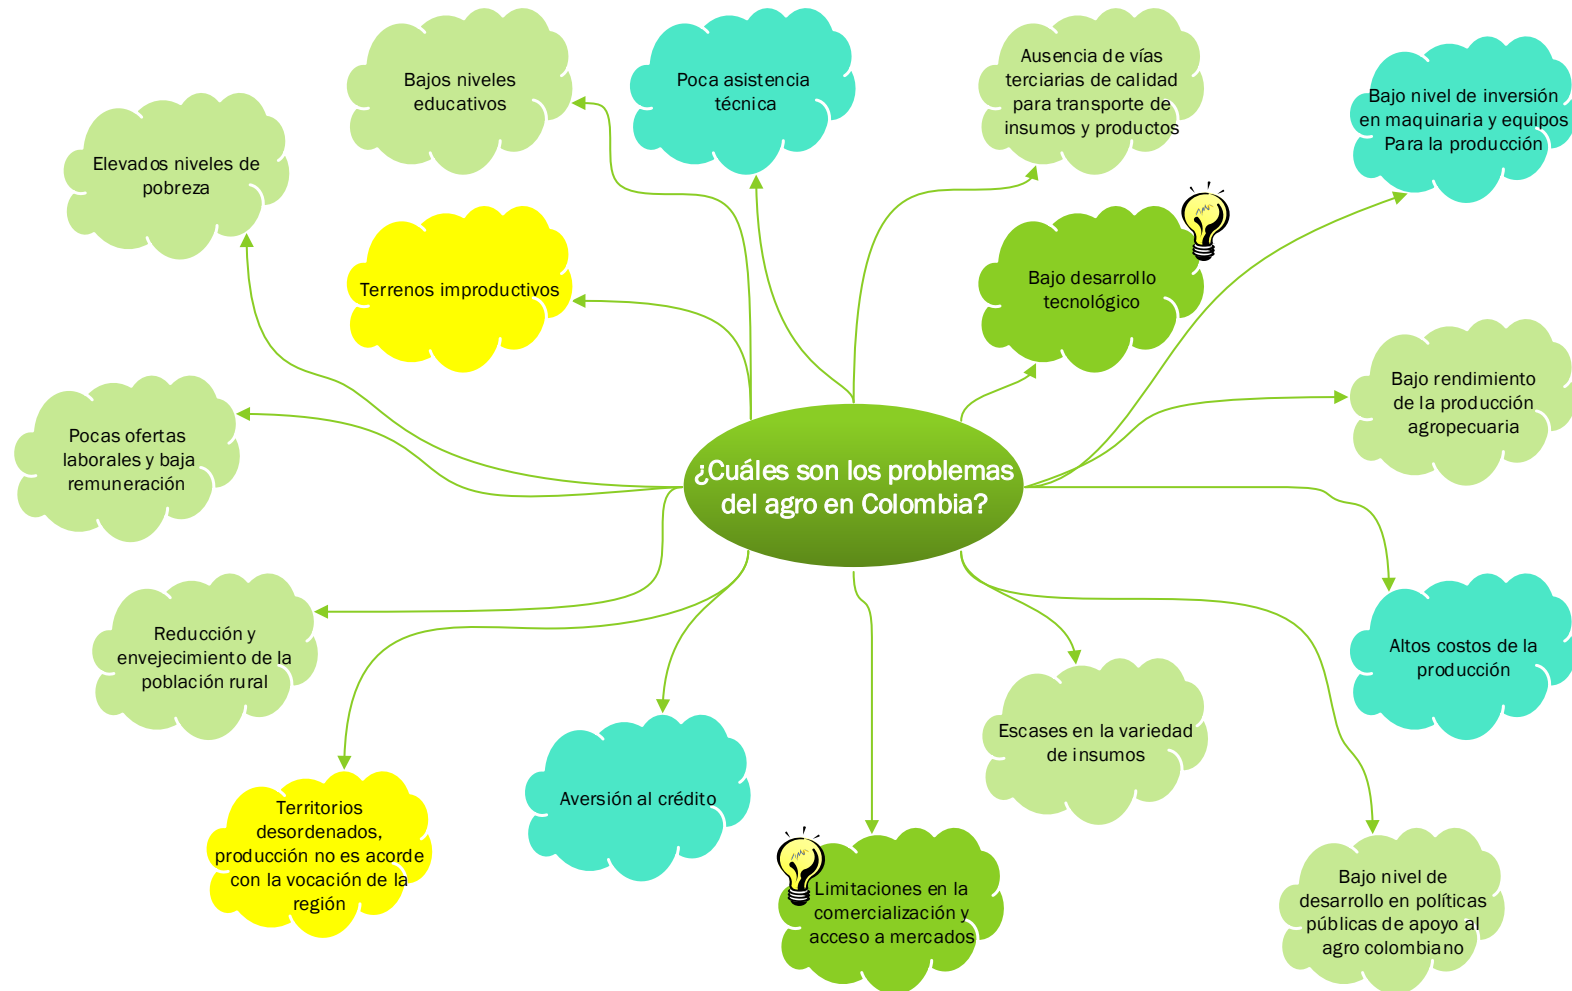 Bajos niveles
educativos
Poca asistencia
técnica
Ausencia de vías
terciarias de calidad
para transporte de
insumos y productos
Bajo nivel de inversión
en maquinaria y equipos
Para la producción
Elevados niveles de
pobreza
Terrenos improductivos
Bajo desarrollo
tecnológico
Bajo rendimiento
de la producción
agropecuaria
Pocas ofertas
laborales y baja
remuneración
¿Cuáles son los problemas
del agro en Colombia?
Reducción y
envejecimiento de la
población rural
Altos costos de la
producción
Escases en la variedad
de insumos
Aversión al crédito
Territorios
desordenados,
producción no es acorde
con la vocación de la
región
Limitaciones en la
comercialización y
acceso a mercados
Bajo nivel de
desarrollo en políticas
públicas de apoyo al
agro colombiano